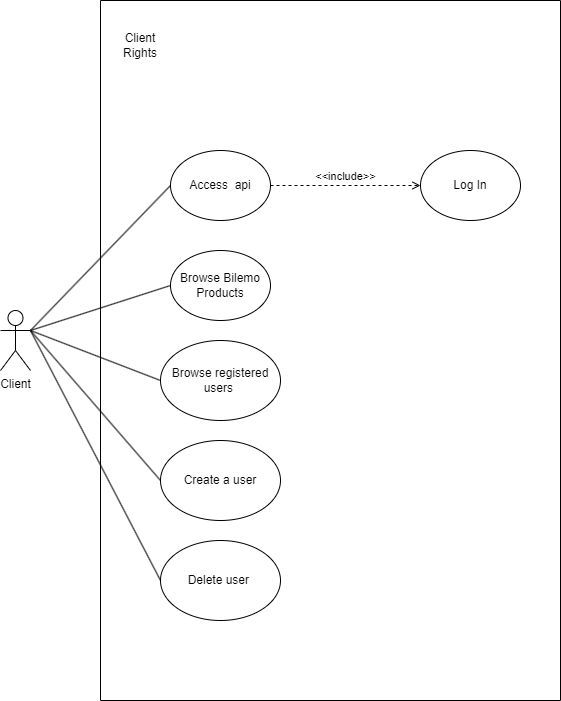 Client
Rights
Access  api
<<include>>
Log In
Browse Bilemo
Products
Browse registered
users
Client
Create a user
Delete user